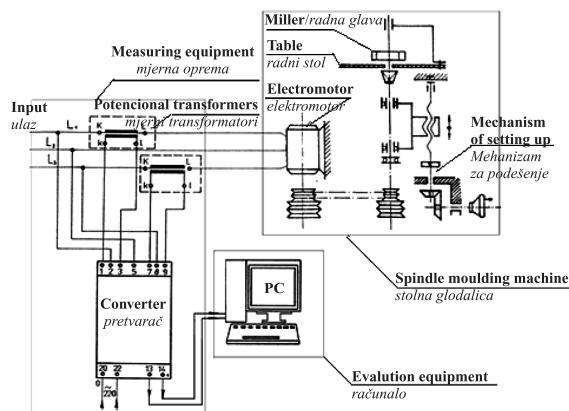 Miller/radna glava
Table
radni stol
Measuring equipment
mjerna oprema
Electromotor
elektromotor
Input
ulaz
Potencional transformers
mjerni transformatori
Mechanism
of setting up
Mehanizam
za podešenje
L₁
K L
k l
L₂
L₃
K L
k l
1 2 3 5 7 8 9
Converter
pretvarač
20 22 13 14
0 ~
220
PC
Spindle moulding machine
stolna glodalica
Evalution equipment
računalo